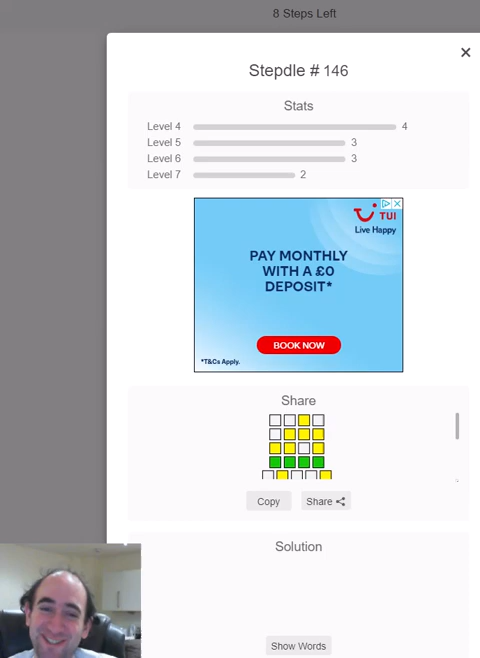 8 Steps Left
×
Stepdle # 146
Stats
Level 4 4
Level 5 3
Level 6 3
Level 7 2
TUI
Live Happy
PAY MONTHLY
WITH A £0
DEPOSIT*
BOOK NOW
*T&Cs Apply.
Share
Copy Share
Solution
Show Words